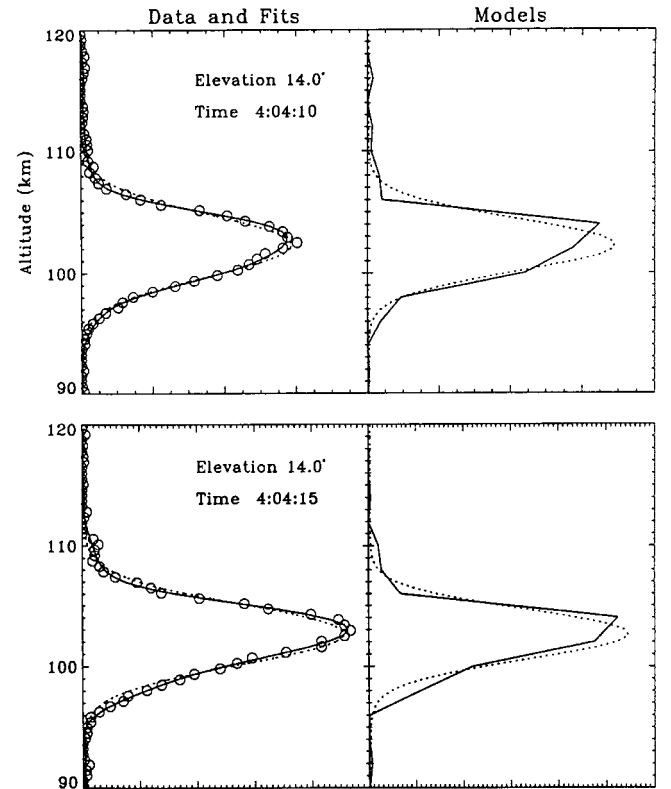 Data and Fits
Models
120
Elevation 14.0°
Time 4:04:10
110
Altitude (km)
100
90
120
Elevation 14.0°
Time 4:04:15
110
100
90